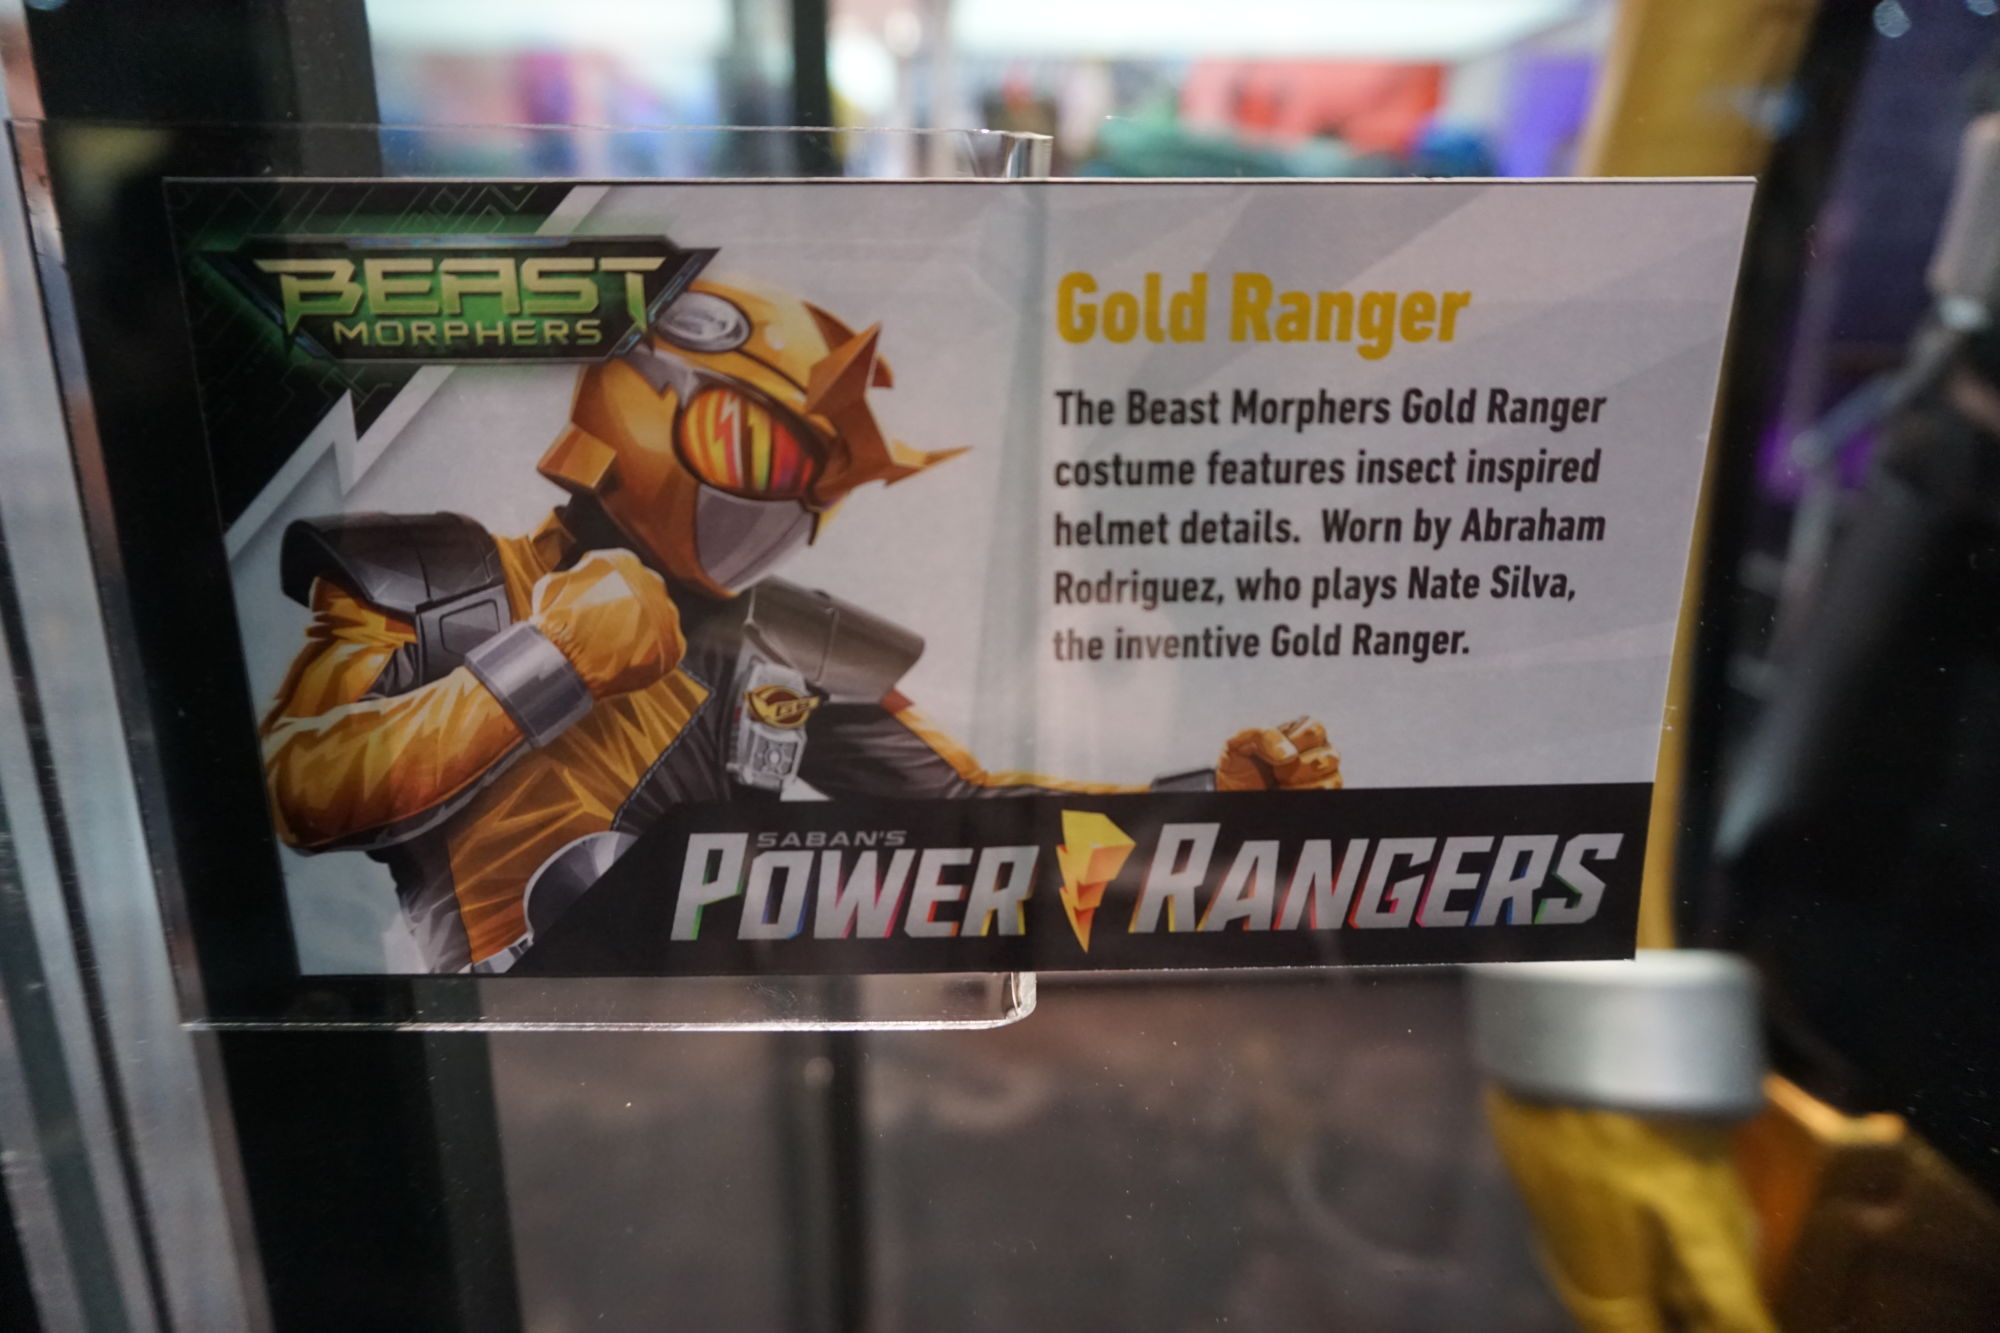 BEAST
MORPHERS
Gold Ranger
The Beast Morphers Gold Ranger
costume features insect inspired
helmet details. Worn by Abraham
Rodriguez, who plays Nate Silva,
the inventive Gold Ranger.
SABAN'S
POWER RANGERS